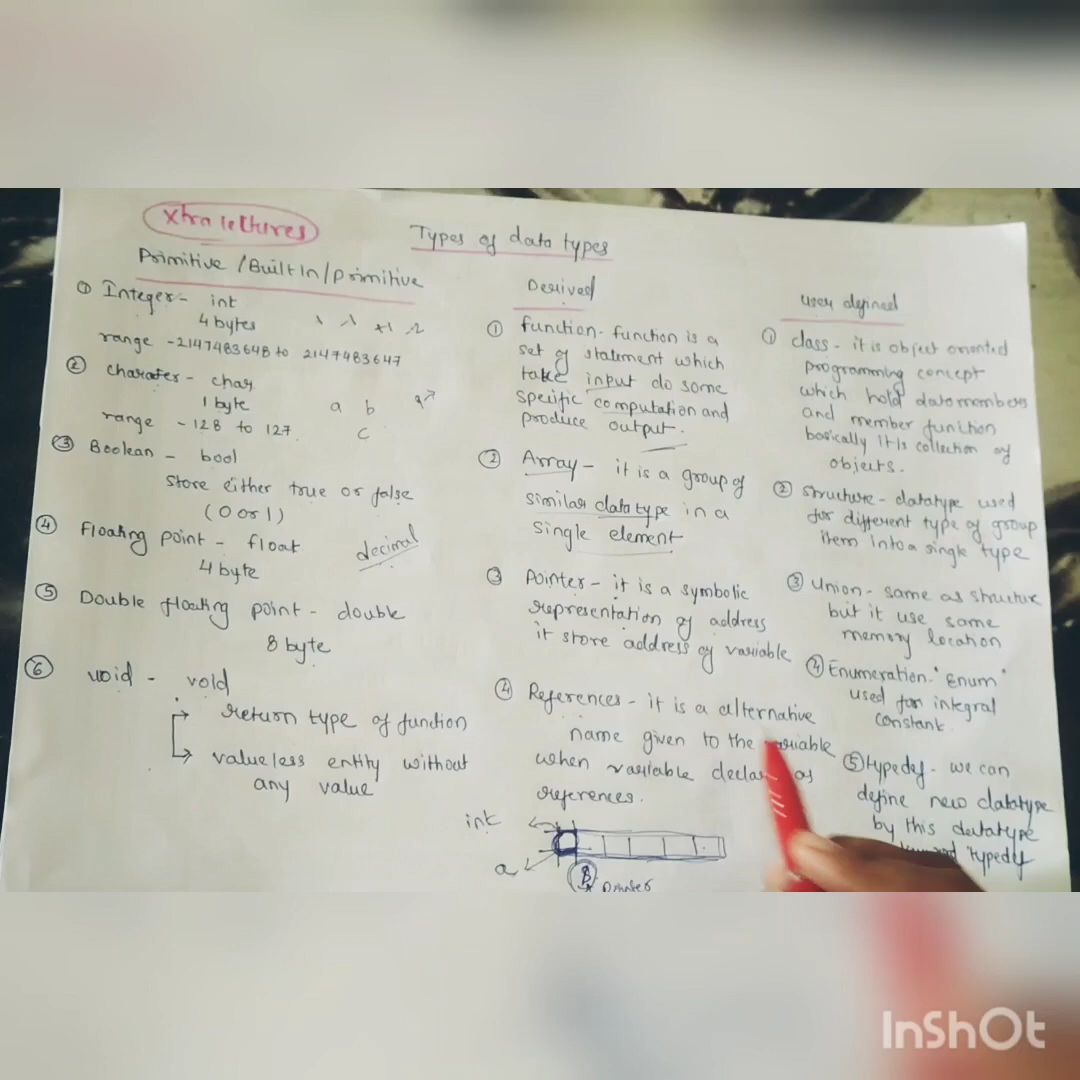 Xtra lectures
Types of data types
Primitive / Built In / primitive
① Integer - int
4 bytes
range -2147483648 to 2147483647
② charater - char
1 byte
a b
c
range -128 to 127
③ Boolean - bool
Store either true or false
(0 or 1)
④ Floating point - float
decimal
4 byte
⑤ Double floating point - double
8 byte
⑥ void - void
return type of function
valueless entity without
any value
Derived
① function - function is a
set of statement which
take input do some
specific computation and
produce output.
② Array - it is a group of
similar data type in a
single element
③ Pointer - it is a symbolic
representation of address
it store address of variable
④ References - it is a alternative
name given to the variable
when variable declar as
references.
int
a
user defined
① class - it is object oriented
programming concept
which hold datamembers
and member function
basically it is collection of
objects.
② structure - datatype used
for different type of group
item into a single type
③ Union - same as structure
but it use same
memory location
④ Enumeration - "Enum"
used for integral
constant.
⑤ typedef - we can
define new datatype
by this datatype
typedef
InShOt